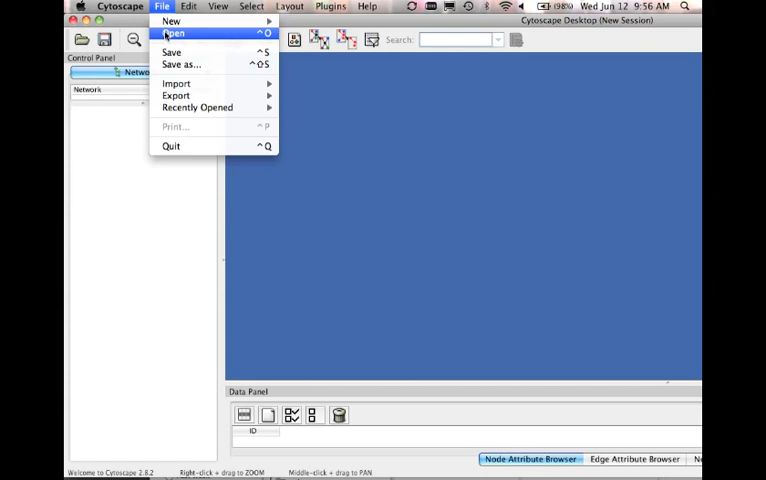 Cytoscape File Edit View Select Layout Plugins Help (98%) Wed Jun 12 9:56 AM
Cytoscape Desktop (New Session)
New
Open ^O
Save ^S
Save as... ^⇧S
Import
Export
Recently Opened
Print... ^P
Quit ^Q
Search:
Control Panel
Netwo
Network
Data Panel
ID
Node Attribute Browser Edge Attribute Browser Ne
Welcome to Cytoscape 2.8.2 Right-click + drag to ZOOM Middle-click + drag to PAN